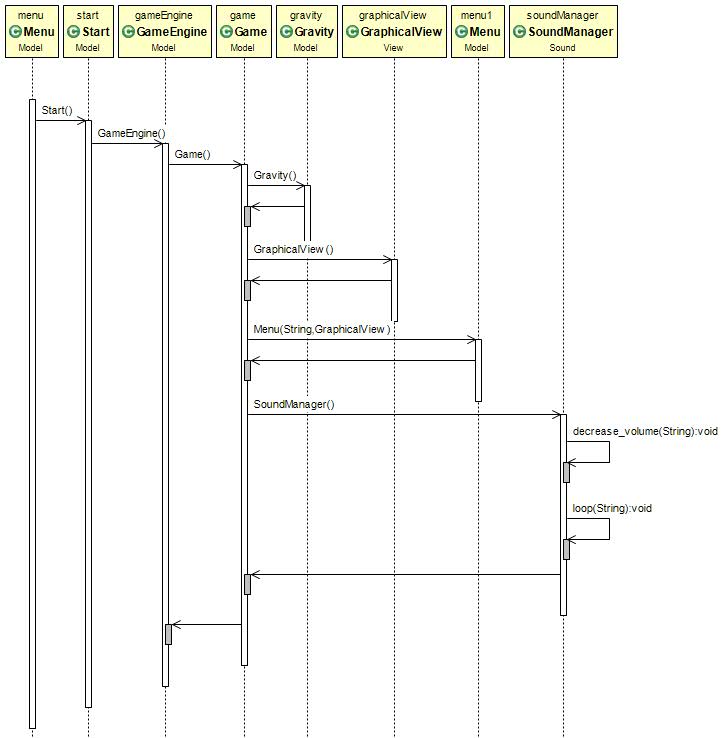 menu
Menu
Model
start
Start
Model
gameEngine
GameEngine
Model
game
Game
Model
gravity
Gravity
Model
graphicalView
GraphicalView
View
menu1
Menu
Model
soundManager
SoundManager
Sound
Start()
GameEngine()
Game()
Gravity()
GraphicalView()
Menu(String,GraphicalView)
SoundManager()
decrease_volume(String):void
loop(String):void